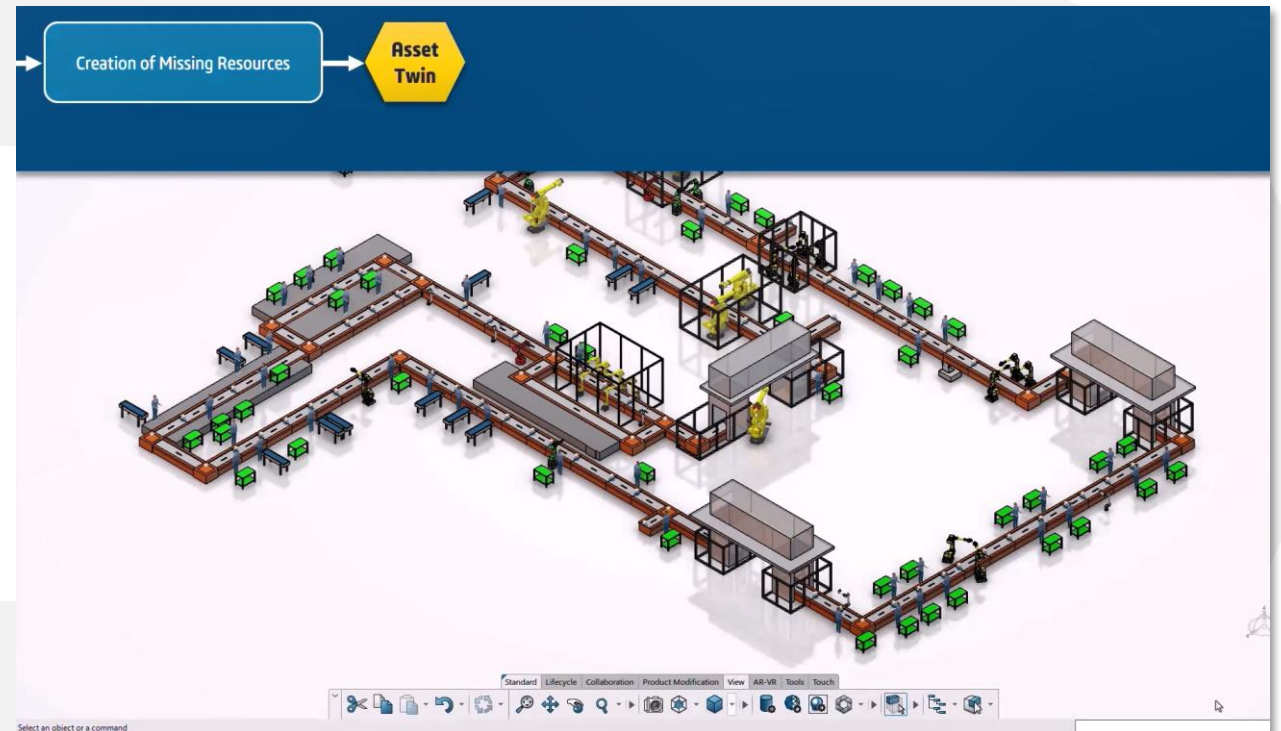 Creation of Missing Resources
Asset
Twin
Standard Lifecycle Collaboration Product Modification View AR-VR Tools Touch
Select an object or a command